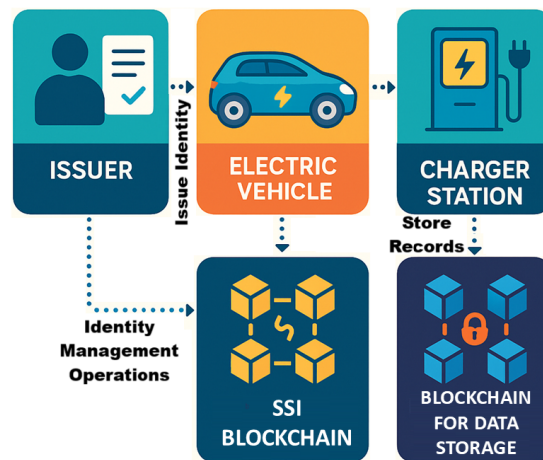 ISSUER
Issue Identity
ELECTRIC
VEHICLE
CHARGER
STATION
Store
Records
Identity
Management
Operations
SSI
BLOCKCHAIN
BLOCKCHAIN
FOR DATA
STORAGE